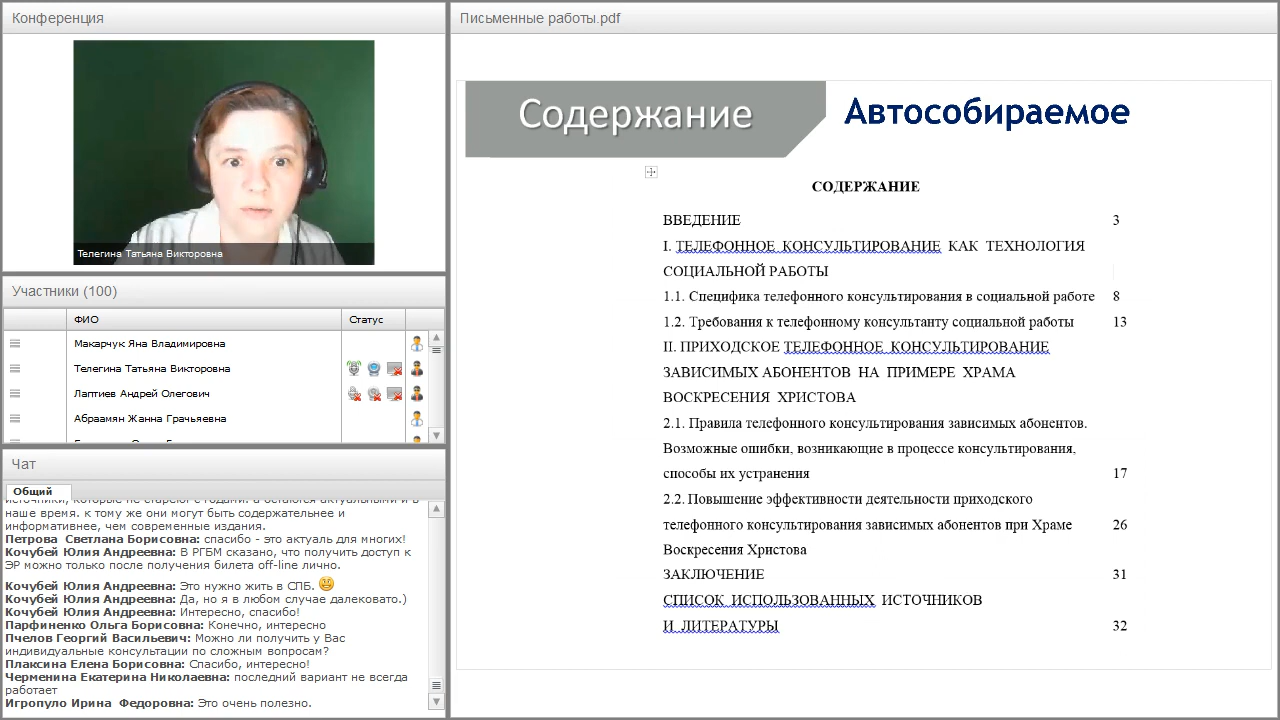 Конференция
Телегина Татьяна Викторовна
Участники (100)
ФИО
Статус
Макарчук Яна Владимировна
Телегина Татьяна Викторовна
Лаптиев Андрей Олегович
Абраамян Жанна Грачьяевна
Чат
Общий
источники, которые не стареют с годами. а остаются актуальными и в
наше время. к тому же они могут быть содержательнее и
информативнее, чем современные издания.
Петрова Светлана Борисовна: спасибо - это актуаль для многих!
Кочубей Юлия Андреевна: В РГБМ сказано, что получить доступ к
ЭР можно только после получения билета off-line лично.
Кочубей Юлия Андреевна: Это нужно жить в СПБ.
Кочубей Юлия Андреевна: Да, но я в любом случае далековато.)
Кочубей Юлия Андреевна: Интересно, спасибо!
Парфиненко Ольга Борисовна: Конечно, интересно
Пчелов Георгий Васильевич: Можно ли получить у Вас
индивидуальные консультации по сложным вопросам?
Плаксина Елена Борисовна: Спасибо, интересно!
Черменина Екатерина Николаевна: последний вариант не всегда
работает
Игропуло Ирина Федоровна: Это очень полезно.
Письменные работы.pdf
Содержание
Автособираемое
СОДЕРЖАНИЕ
ВВЕДЕНИЕ 3
I. ТЕЛЕФОННОЕ КОНСУЛЬТИРОВАНИЕ КАК ТЕХНОЛОГИЯ
СОЦИАЛЬНОЙ РАБОТЫ
1.1. Специфика телефонного консультирования в социальной работе 8
1.2. Требования к телефонному консультанту социальной работы 13
II. ПРИХОДСКОЕ ТЕЛЕФОННОЕ КОНСУЛЬТИРОВАНИЕ
ЗАВИСИМЫХ АБОНЕНТОВ НА ПРИМЕРЕ ХРАМА
ВОСКРЕСЕНИЯ ХРИСТОВА
2.1. Правила телефонного консультирования зависимых абонентов.
Возможные ошибки, возникающие в процессе консультирования,
способы их устранения 17
2.2. Повышение эффективности деятельности приходского
телефонного консультирования зависимых абонентов при Храме 26
Воскресения Христова
ЗАКЛЮЧЕНИЕ 31
СПИСОК ИСПОЛЬЗОВАННЫХ ИСТОЧНИКОВ
И ЛИТЕРАТУРЫ 32